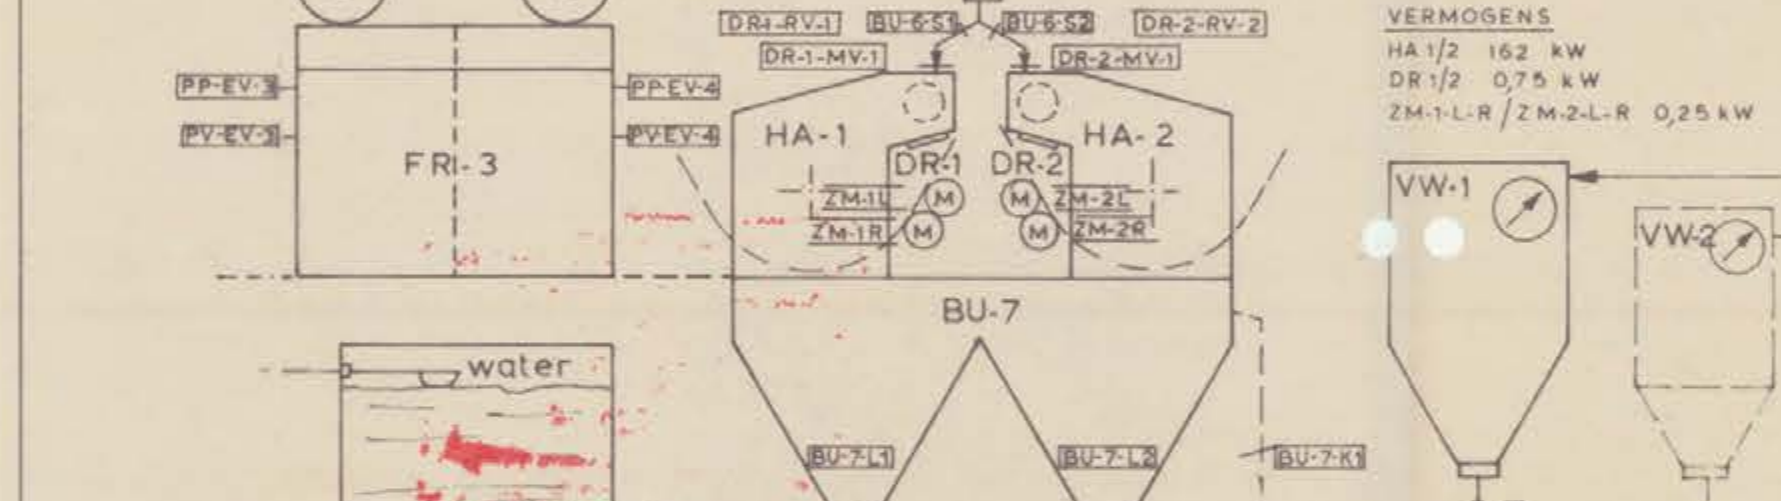 DR-1-RV-1 BU-6-S1 BU-6-S2 DR-2-RV-2
DR-1-MV-1 DR-2-MV-1
VERMOGENS
HA 1/2 162 kW
DR 1/2 0,75 kW
ZM-1-L-R / ZM-2-L-R 0,25 kW
PP-EV-3 PP-EV-4
PV-EV-3 PV-EV-4
FR-3
HA-1 HA-2
DR-1 DR-2
ZM-1L M M ZM-2L
ZM-1R M M ZM-2R
VW-1
VW-2
BU-7
water
BU-7-L1 BU-7-L2 BU-7-K1